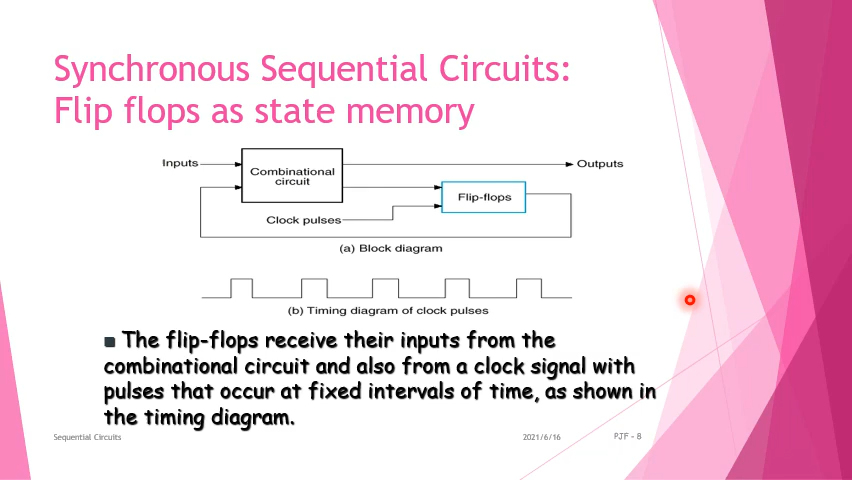 Synchronous Sequential Circuits:
Flip flops as state memory
Inputs
Outputs
Combinational
circuit
Flip-flops
Clock pulses
(a) Block diagram
(b) Timing diagram of clock pulses
The flip-flops receive their inputs from the
combinational circuit and also from a clock signal with
pulses that occur at fixed intervals of time, as shown in
the timing diagram.
Sequential Circuits
2021/6/16
PJF - 8